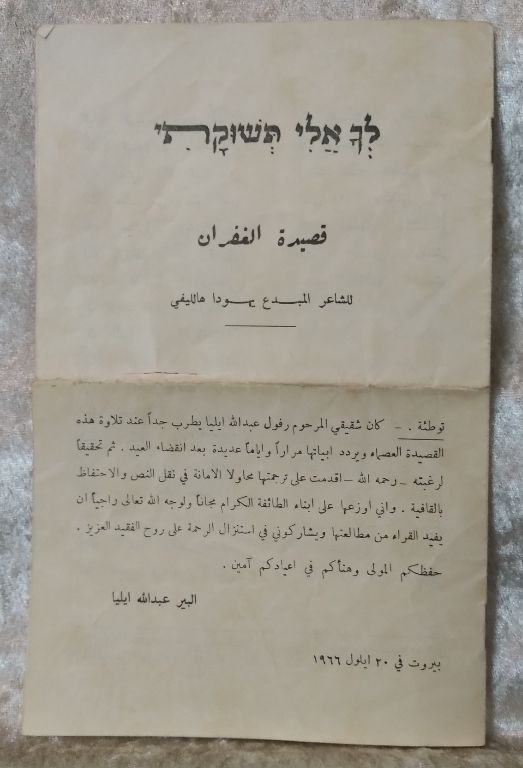 לְךָ אֵלִי תְּשׁוּקָתִי
قصيدة الغفران
للشاعر المبدع يهودا هالليفي
توطئة . – كان شقيقي المرحوم رفول عبدالله ايليا يطرب جداً عند تلاوة هذه
القصيدة العصماء ويردد ابياتها مراراً واياماً عديدة بعد انقضاء العيد . ثم تحقيقاً
لرغبته – رحمه الله – اقدمت على ترجمتها محاولا الامانة في نقل النص والاحتفاظ
بالقافية . واني اوزعها على ابناء الطائفة الكرام مجاناً ولوجه الله تعالى راجياً ان
يفيد القراء من مطالعتها ويشاركوني في استنزال الرحمة على روح الفقيد العزيز .
حفظكم المولى وهنأكم في اعيادكم آمين .
البير عبدالله ايليا
بيروت في ٢٠ ايلول ١٩٦٦